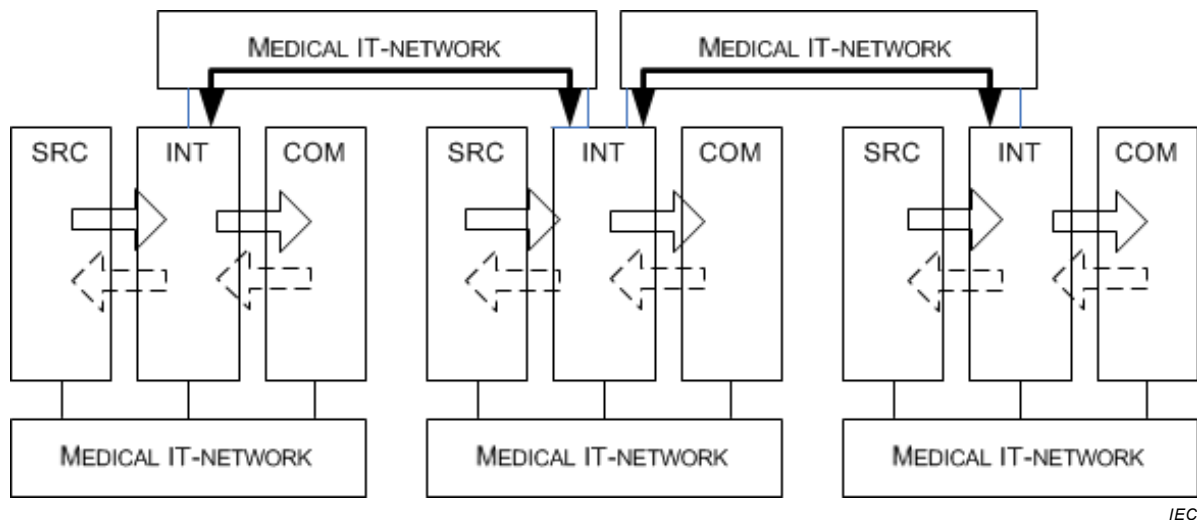 MEDICAL IT-NETWORK MEDICAL IT-NETWORK
SRC INT COM SRC INT COM SRC INT COM
MEDICAL IT-NETWORK MEDICAL IT-NETWORK MEDICAL IT-NETWORK
IEC